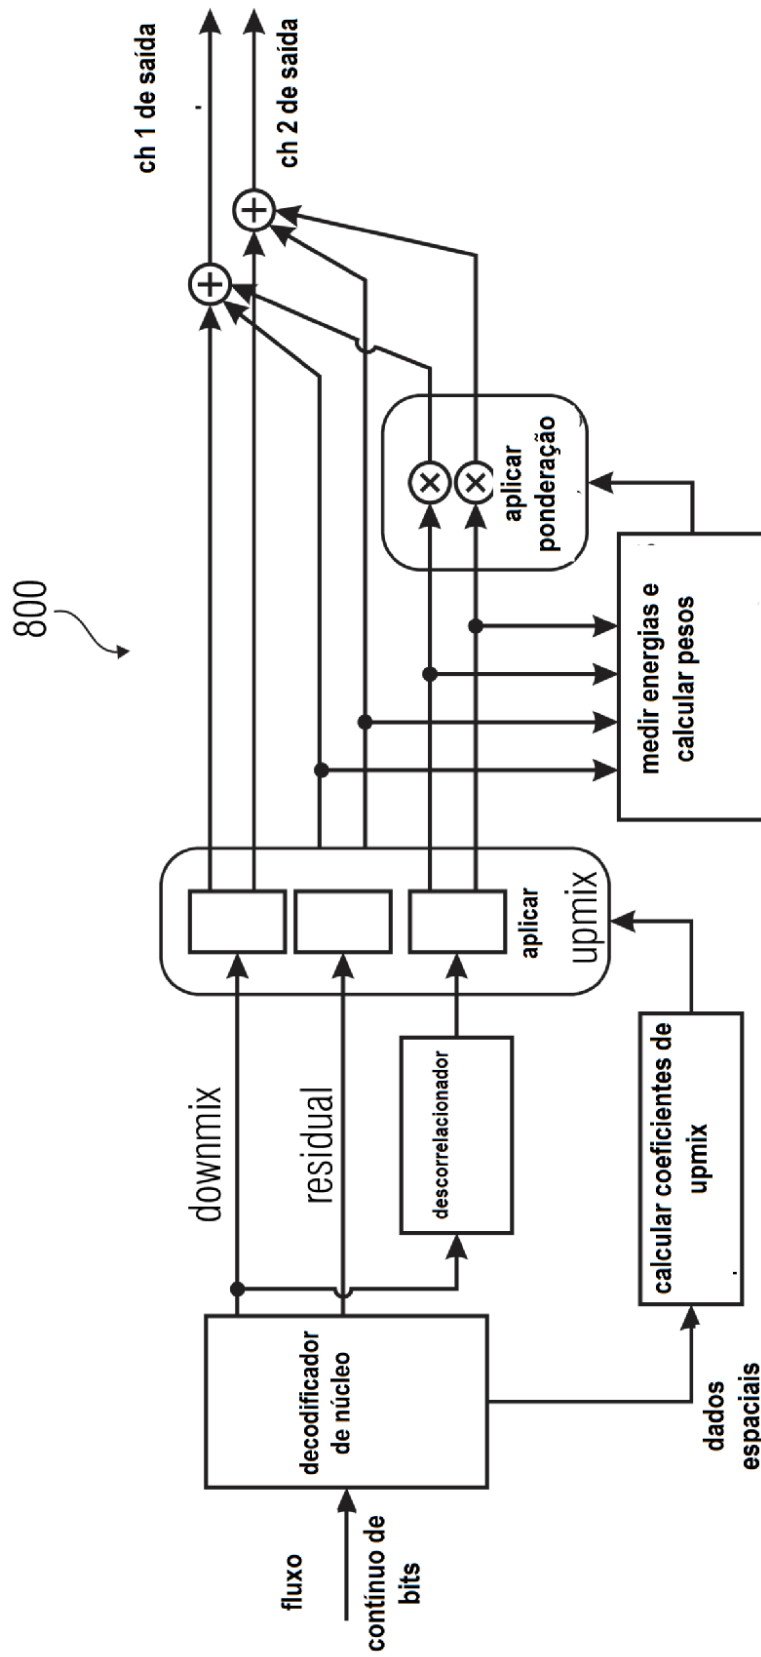 800
fluxo
contínuo de
bits
decodificador
de núcleo
downmix
residual
descorrelacionador
dados
espaciais
calcular coeficientes de
upmix
aplicar
upmix
medir energias e
calcular pesos
aplicar
ponderação
ch 1 de saída
ch 2 de saída